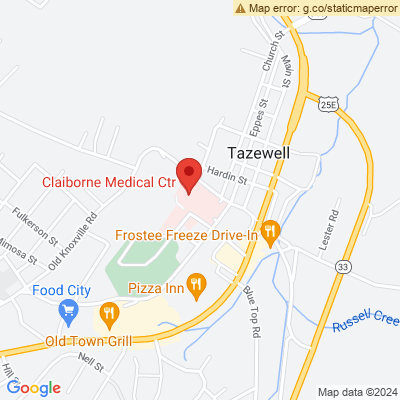 Map error: g.co/staticmaperror
Church St
Main St
25E
Eppes St
Tazewell
Hardin St
Claiborne Medical Ctr
Fulkerson St
Old Knoxville Rd
Mimosa St
Lester Rd
Frostee Freeze Drive-In
33
Food City
Pizza Inn
Blue Top Rd
Russell Cree
Old Town Grill
Nell St
Hill St
Google
Map data ©2024